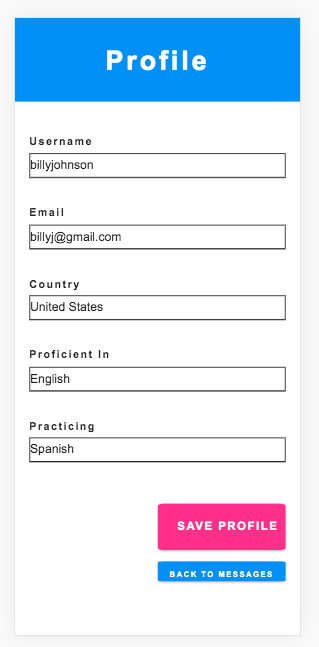 Profile
Username
billyjohnson
Email
billyj@gmail.com
Country
United States
Proficient In
English
Practicing
Spanish
SAVE PROFILE
BACK TO MESSAGES